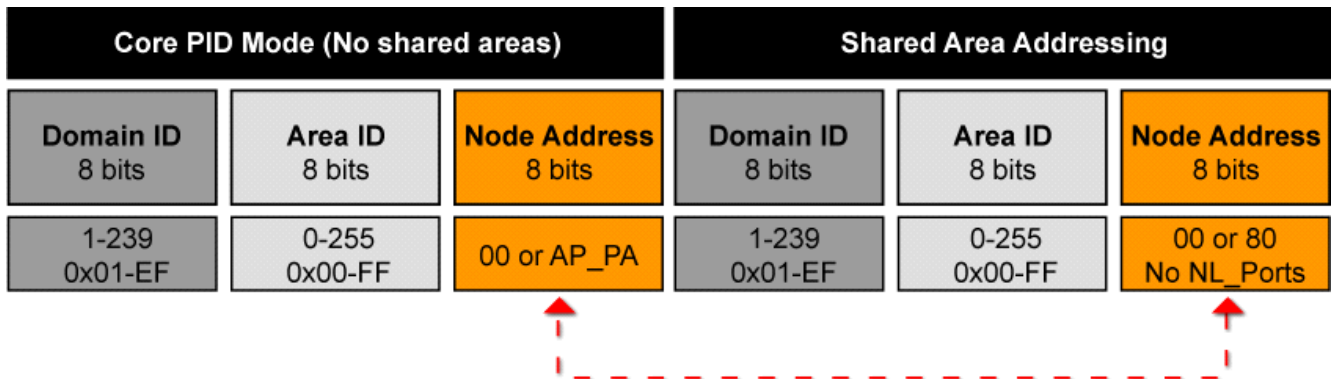 Core PID Mode (No shared areas)
Shared Area Addressing
Domain ID
8 bits
Area ID
8 bits
Node Address
8 bits
Domain ID
8 bits
Area ID
8 bits
Node Address
8 bits
1-239
0x01-EF
0-255
0x00-FF
00 or AP_PA
1-239
0x01-EF
0-255
0x00-FF
00 or 80
No NL_Ports